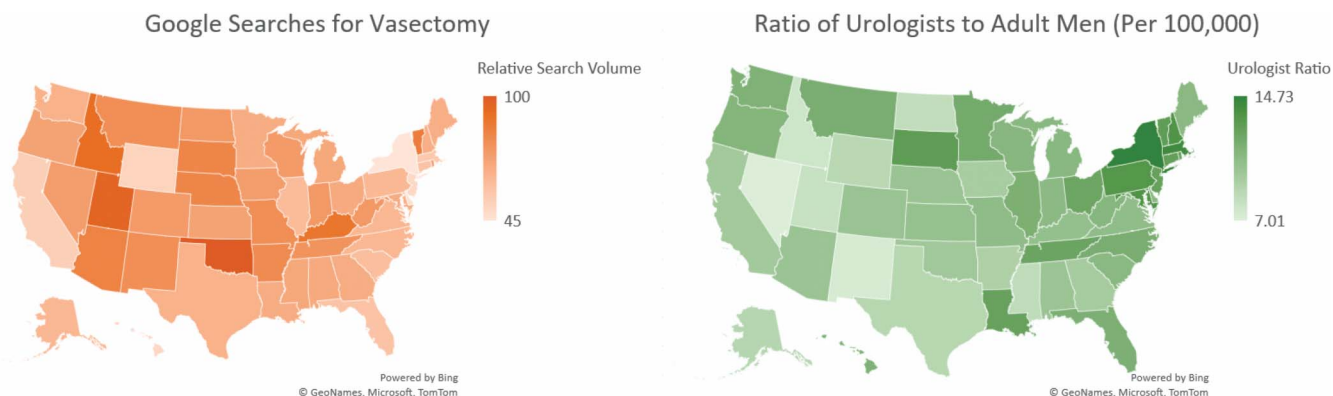 Google Searches for Vasectomy
Relative Search Volume
100
45
Powered by Bing
© GeoNames, Microsoft, TomTom
Ratio of Urologists to Adult Men (Per 100,000)
Urologist Ratio
14.73
7.01
Powered by Bing
© GeoNames, Microsoft, TomTom